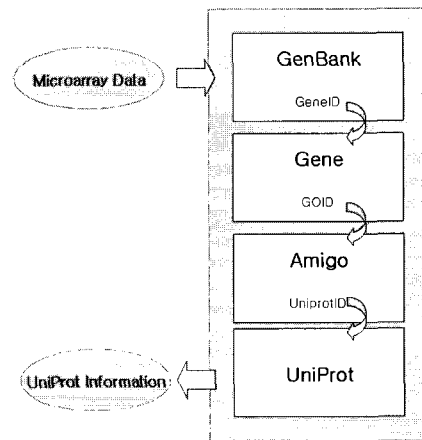 GenBank
Microarray Data
GeneID
Gene
GOID
Amigo
UniprotID
UniProt Information
UniProt